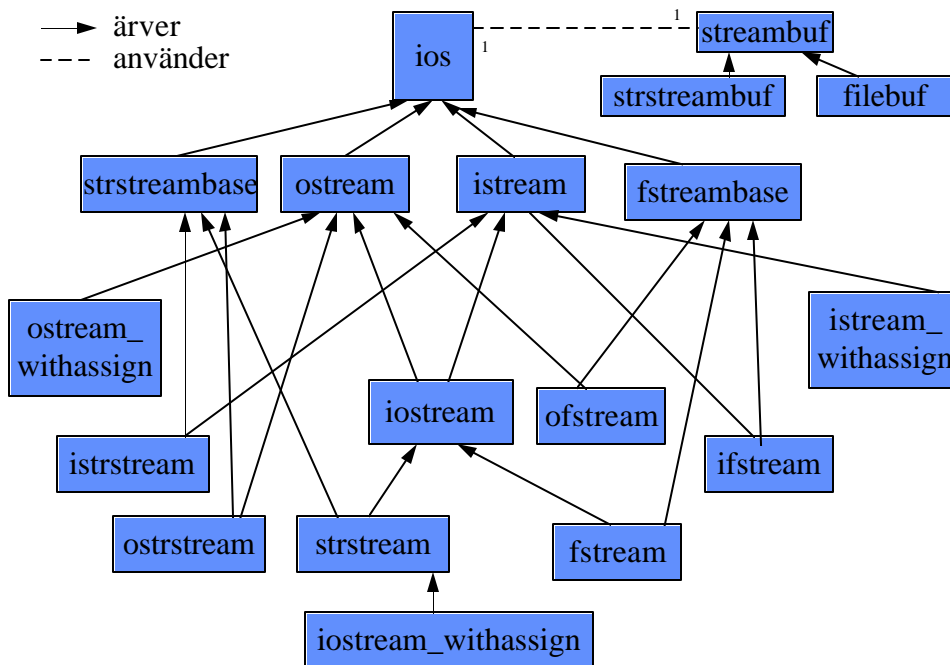 ärver
använder
ios
1
1
streambuf
strstreambuf
filebuf
strstreambase
ostream
istream
fstreambase
ostream_
withassign
istream_
withassign
iostream
ofstream
istrstream
ifstream
ostrstream
strstream
fstream
iostream_withassign